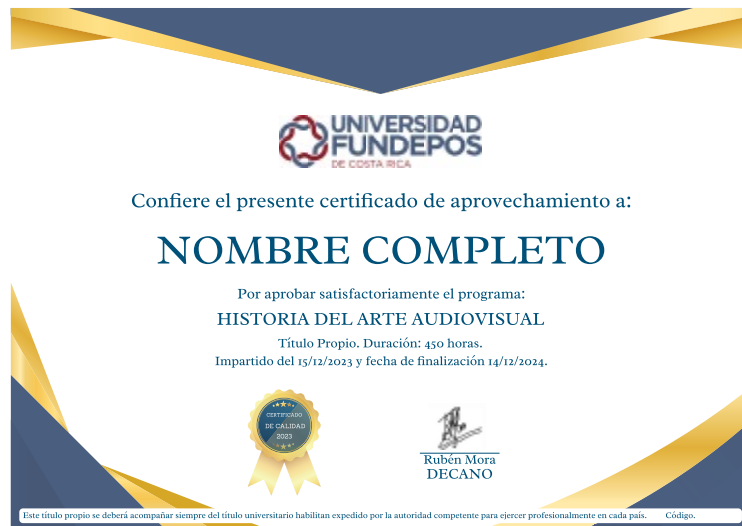 UNIVERSIDAD
FUNDEPOS
DE COSTA RICA
Confiere el presente certificado de aprovechamiento a:
NOMBRE COMPLETO
Por aprobar satisfactoriamente el programa:
HISTORIA DEL ARTE AUDIOVISUAL
Título Propio. Duración: 450 horas.
Impartido del 15/12/2023 y fecha de finalización 14/12/2024.
CERTIFICADO
DE CALIDAD
2023
Rubén Mora
DECANO
Este título propio se deberá acompañar siempre del título universitario habilitan expedido por la autoridad competente para ejercer profesionalmente en cada país. Código.